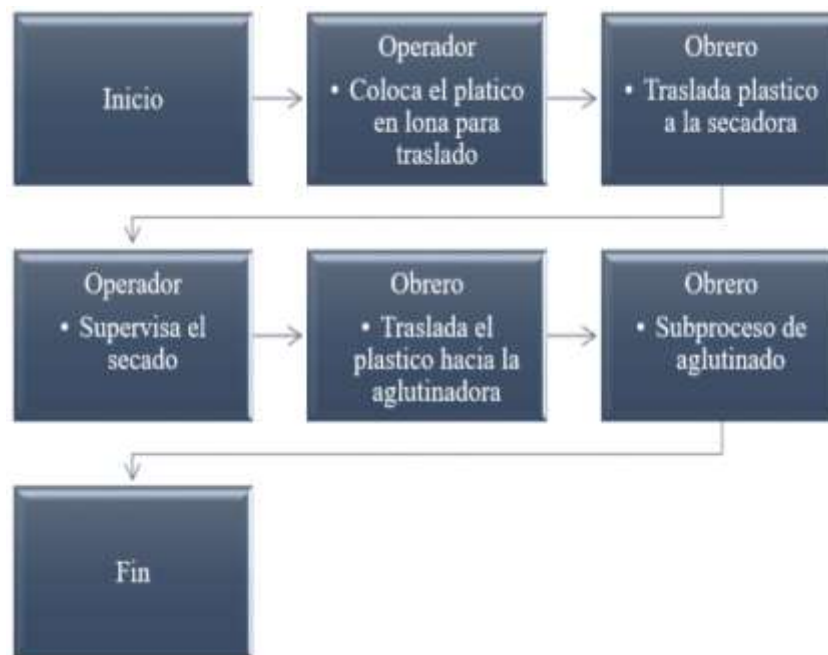 Inicio
Operador
• Coloca el platico
en lona para
traslado
Obrero
• Traslada plastico
a la secadora
Operador
• Supervisa el
secado
Obrero
• Traslada el
plastico hacia la
aglutinadora
Obrero
• Subproceso de
aglutinado
Fin